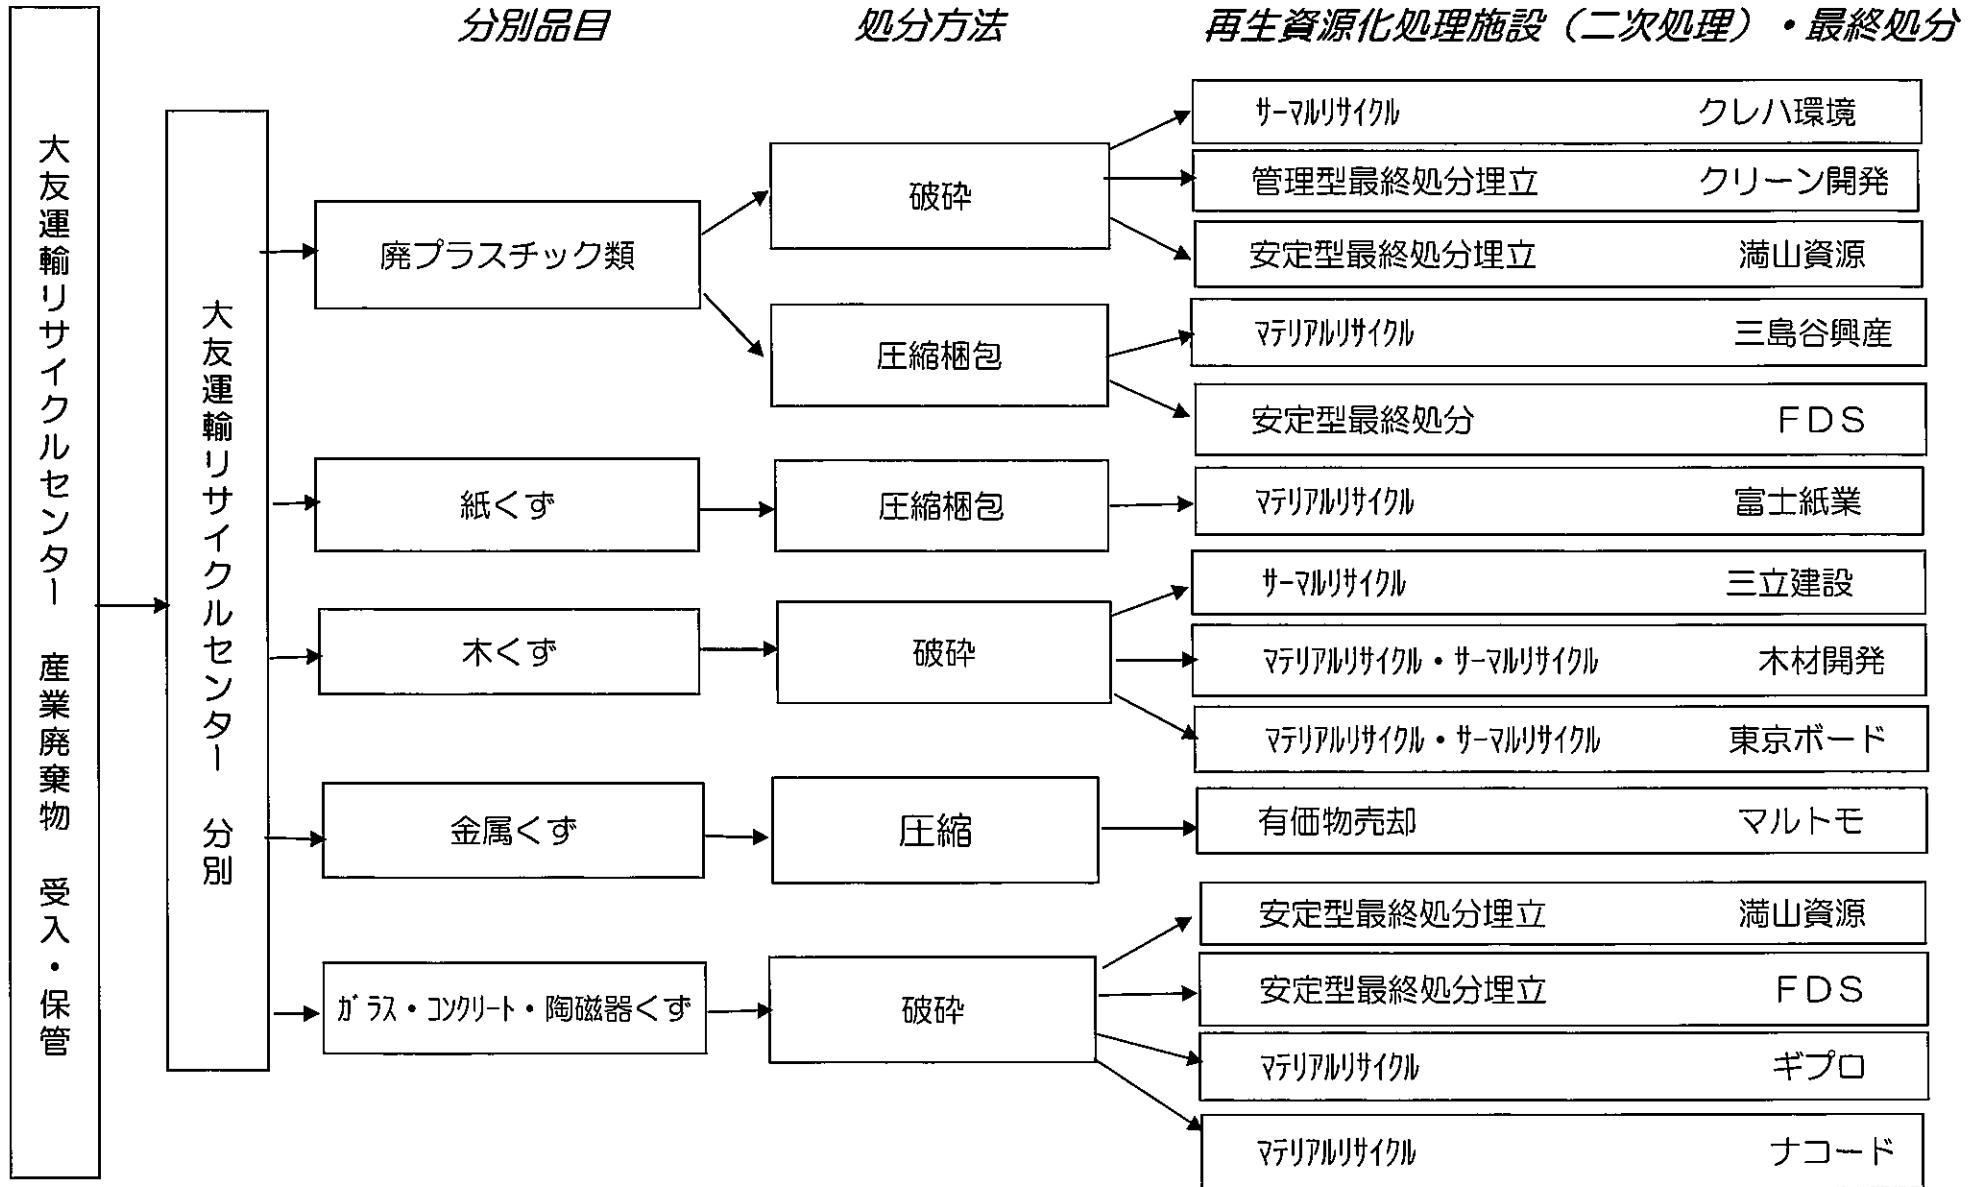 分別品目
処分方法
再生資源化処理施設（二次処理）・最終処分
大友運輸リサイクルセンター　産業廃棄物　受入・保管
大友運輸リサイクルセンター　分別
廃プラスチック類
破砕
ｻｰﾏﾙﾘｻｲｸﾙ　クレハ環境
管理型最終処分埋立　クリーン開発
安定型最終処分埋立　満山資源
圧縮梱包
ﾏﾃﾘｱﾙﾘｻｲｸﾙ　三島谷興産
安定型最終処分　ＦＤＳ
紙くず
圧縮梱包
ﾏﾃﾘｱﾙﾘｻｲｸﾙ　富士紙業
木くず
破砕
ｻｰﾏﾙﾘｻｲｸﾙ　三立建設
ﾏﾃﾘｱﾙﾘｻｲｸﾙ・ｻｰﾏﾙﾘｻｲｸﾙ　木材開発
ﾏﾃﾘｱﾙﾘｻｲｸﾙ・ｻｰﾏﾙﾘｻｲｸﾙ　東京ボード
金属くず
圧縮
有価物売却　マルトモ
ｶﾞﾗｽ・ｺﾝｸﾘｰﾄ・陶磁器くず
破砕
安定型最終処分埋立　満山資源
安定型最終処分埋立　ＦＤＳ
ﾏﾃﾘｱﾙﾘｻｲｸﾙ　ギプロ
ﾏﾃﾘｱﾙﾘｻｲｸﾙ　ナコード